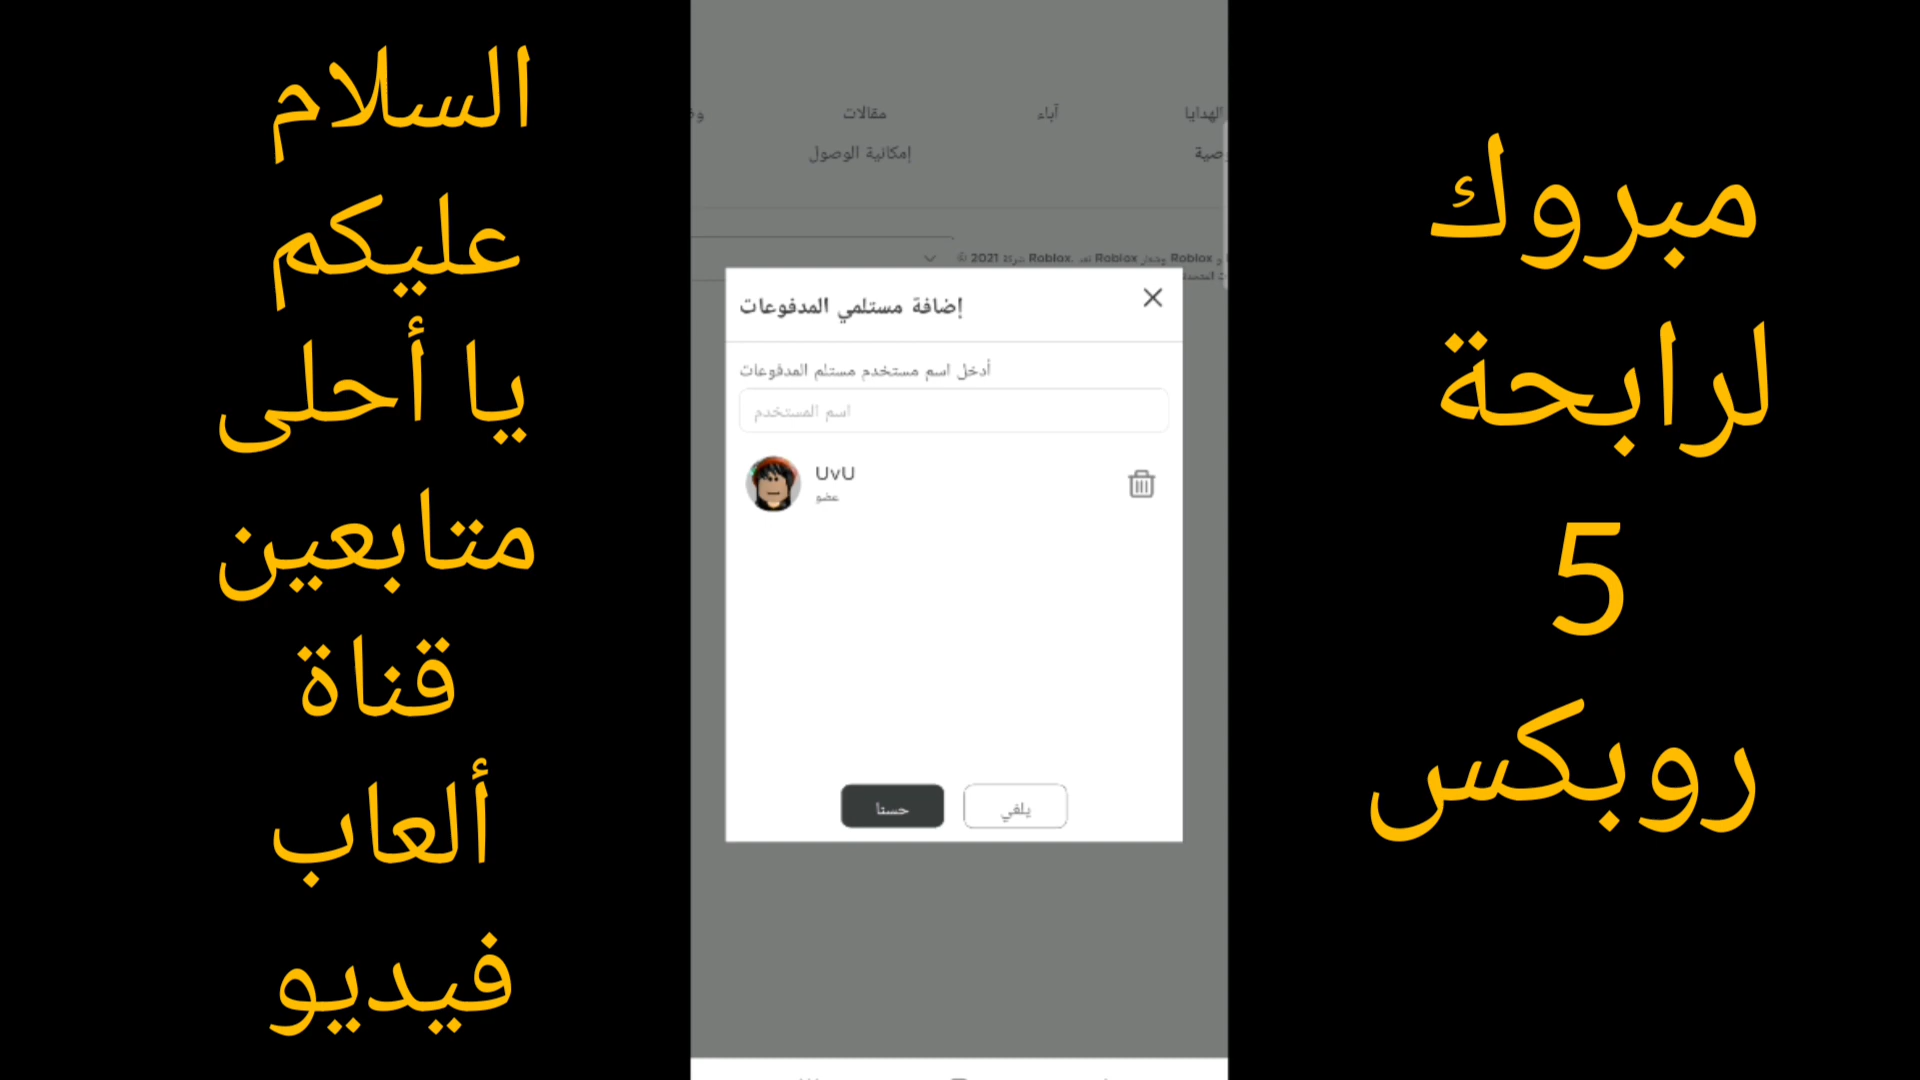 السلام
عليكم
يا أحلى
متابعين
قناة
ألعاب
فيديو
مبروك
لرابحة
5
روبكس
الهدايا
آباء
مقالات
إمكانية الوصول
إضافة مستلمي المدفوعات
أدخل اسم مستخدم مستلم المدفوعات
اسم المستخدم
UvU
عضو
حسنا
يلغي